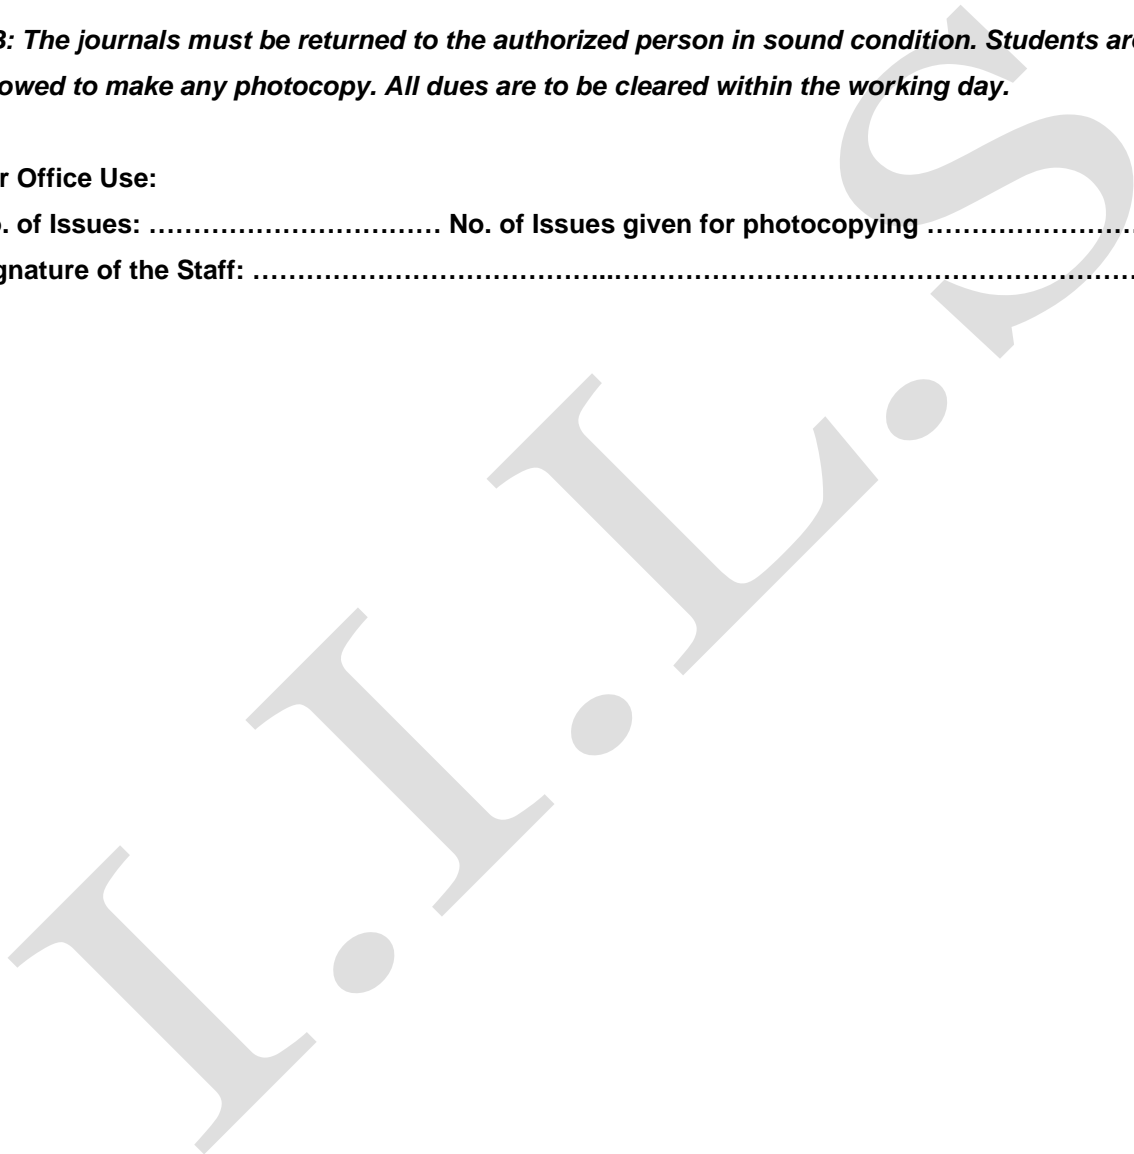 : The journals must be returned to the authorized person in sound condition. Students are
owed to make any photocopy. All dues are to be cleared within the working day.
r Office Use:
. of Issues: …………………………… No. of Issues given for photocopying ……………………
gnature of the Staff: …………………………………...……………………………………………………
I.I.L.S